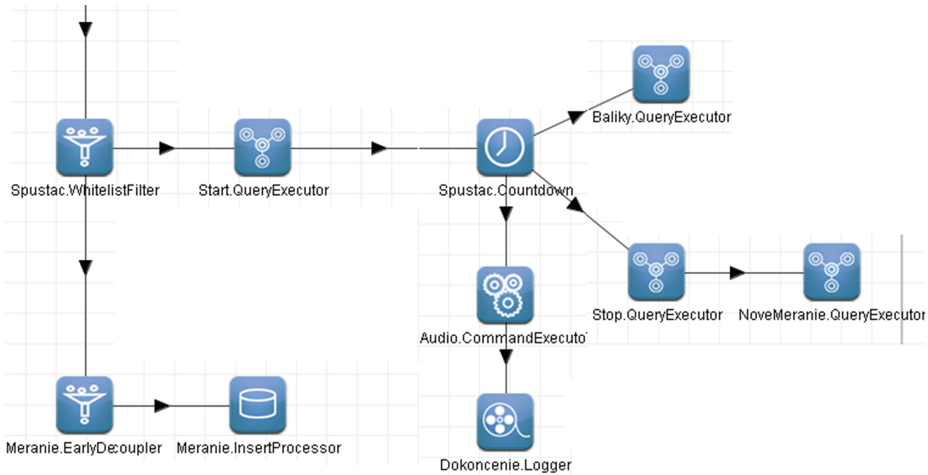 Baliky.QueryExecutor
Spustac.WhitelistFilter
Start.QueryExecutor
Spustac.Countdown
Stop.QueryExecutor
NoveMeranie.QueryExecutor
Audio.CommandExecuto
Meranie.EarlyDecoupler
Meranie.InsertProcessor
Dokoncenie.Logger